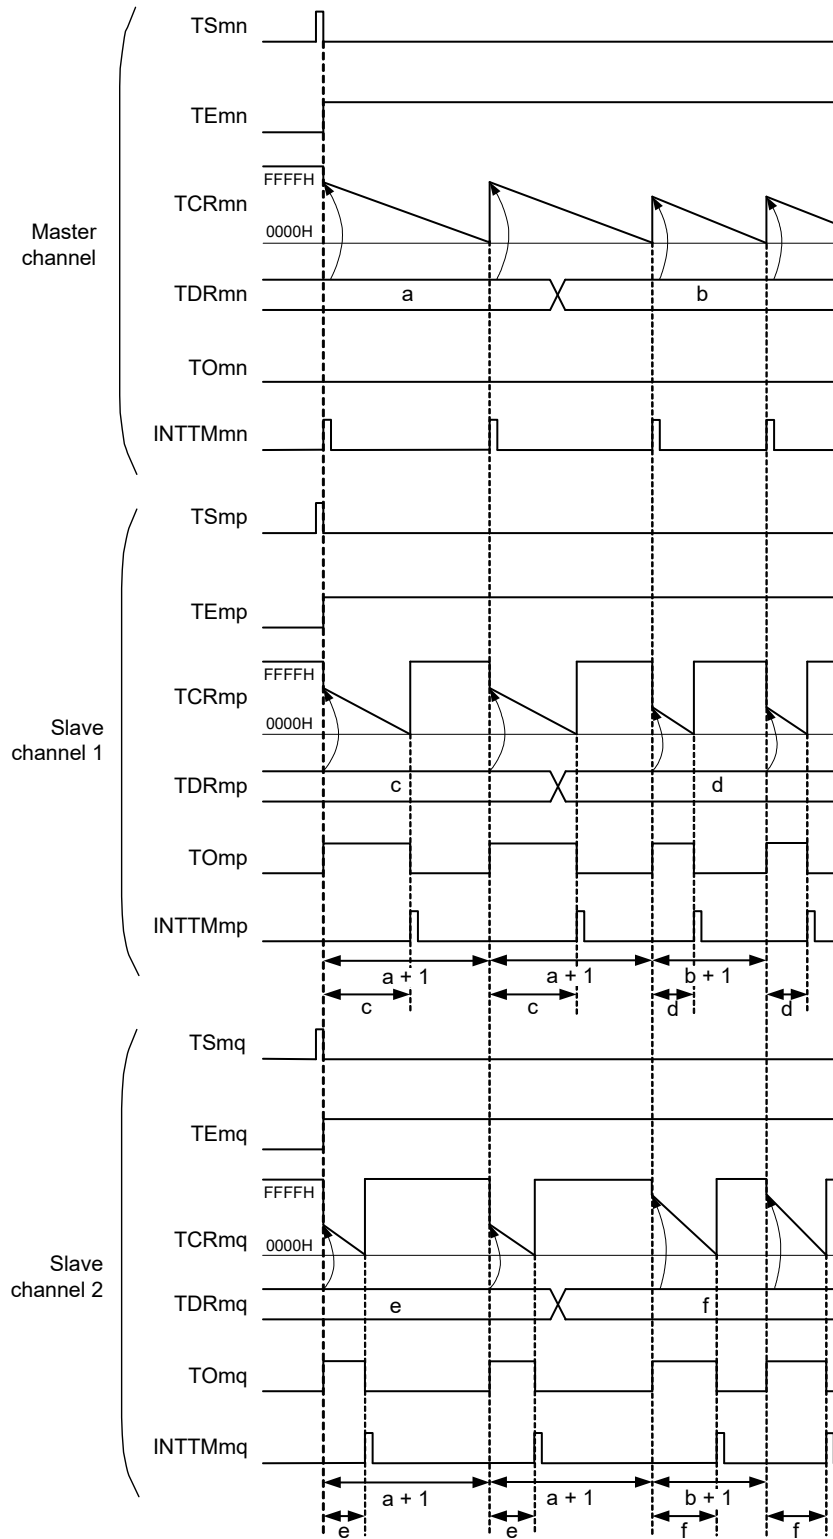 TSmn
TEmn
FFFFH
TCRmn
0000H
Master
channel
TDRmn
a
b
TOmn
INTTMmn
TSmp
TEmp
FFFFH
TCRmp
0000H
Slave
channel 1
TDRmp
c
d
TOmp
INTTMmp
a + 1
a + 1
b + 1
c
c
d
d
TSmq
TEmq
FFFFH
TCRmq
0000H
Slave
channel 2
TDRmq
e
f
TOmq
INTTMmq
a + 1
a + 1
b + 1
e
e
f
f